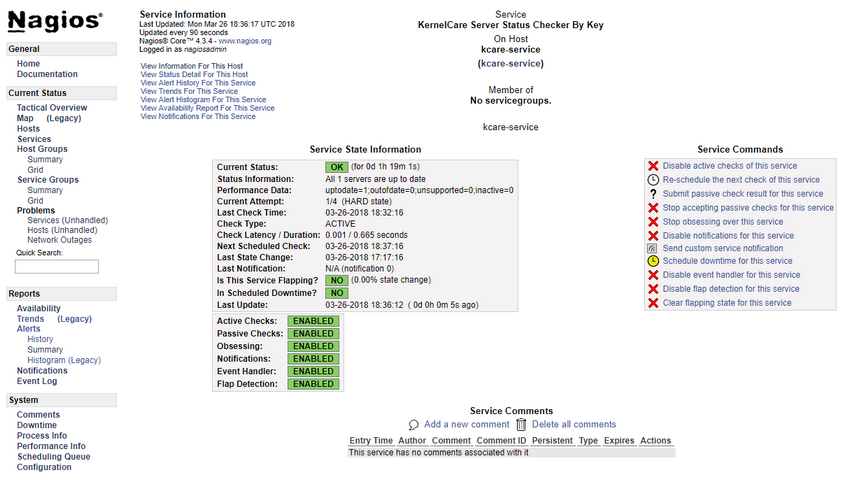 Nagios®
General
Home
Documentation
Current Status
Tactical Overview
Map (Legacy)
Hosts
Services
Host Groups
Summary
Grid
Service Groups
Summary
Grid
Problems
Services (Unhandled)
Hosts (Unhandled)
Network Outages
Quick Search:
Reports
Availability
Trends (Legacy)
Alerts
History
Summary
Histogram (Legacy)
Notifications
Event Log
System
Comments
Downtime
Process Info
Performance Info
Scheduling Queue
Configuration
Service Information
Last Updated: Mon Mar 26 18:36:17 UTC 2018
Updated every 90 seconds
Nagios® Core™ 4.3.4 - www.nagios.org
Logged in as nagiosadmin
View Information For This Host
View Status Detail For This Host
View Alert History For This Service
View Trends For This Service
View Alert Histogram For This Service
View Availability Report For This Service
View Notifications For This Service
Service
KernelCare Server Status Checker By Key
On Host
kcare-service
(kcare-service)
Member of
No servicegroups.
kcare-service
Service State Information
Current Status: OK (for 0d 1h 19m 1s)
Status Information: All 1 servers are up to date
Performance Data: uptodate=1;outofdate=0;unsupported=0;inactive=0
Current Attempt: 1/4 (HARD state)
Last Check Time: 03-26-2018 18:32:16
Check Type: ACTIVE
Check Latency / Duration: 0.001 / 0.665 seconds
Next Scheduled Check: 03-26-2018 18:37:16
Last State Change: 03-26-2018 17:17:16
Last Notification: N/A (notification 0)
Is This Service Flapping? NO (0.00% state change)
In Scheduled Downtime? NO
Last Update: 03-26-2018 18:36:12 ( 0d 0h 0m 5s ago)
Active Checks: ENABLED
Passive Checks: ENABLED
Obsessing: ENABLED
Notifications: ENABLED
Event Handler: ENABLED
Flap Detection: ENABLED
Service Commands
Disable active checks of this service
Re-schedule the next check of this service
? Submit passive check result for this service
Stop accepting passive checks for this service
Stop obsessing over this service
Disable notifications for this service
Send custom service notification
Schedule downtime for this service
Disable event handler for this service
Disable flap detection for this service
Clear flapping state for this service
Service Comments
Add a new comment Delete all comments
Entry Time Author Comment Comment ID Persistent Type Expires Actions
This service has no comments associated with it